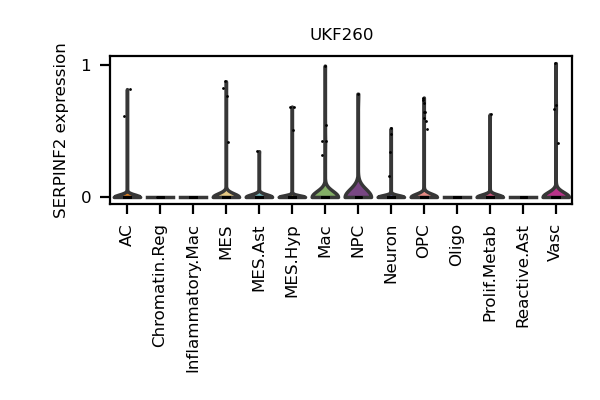 UKF260
SERPINF2 expression
1
0
AC
Chromatin.Reg
Inflammatory.Mac
MES
MES.Ast
MES.Hyp
Mac
NPC
Neuron
OPC
Oligo
Prolif.Metab
Reactive.Ast
Vasc